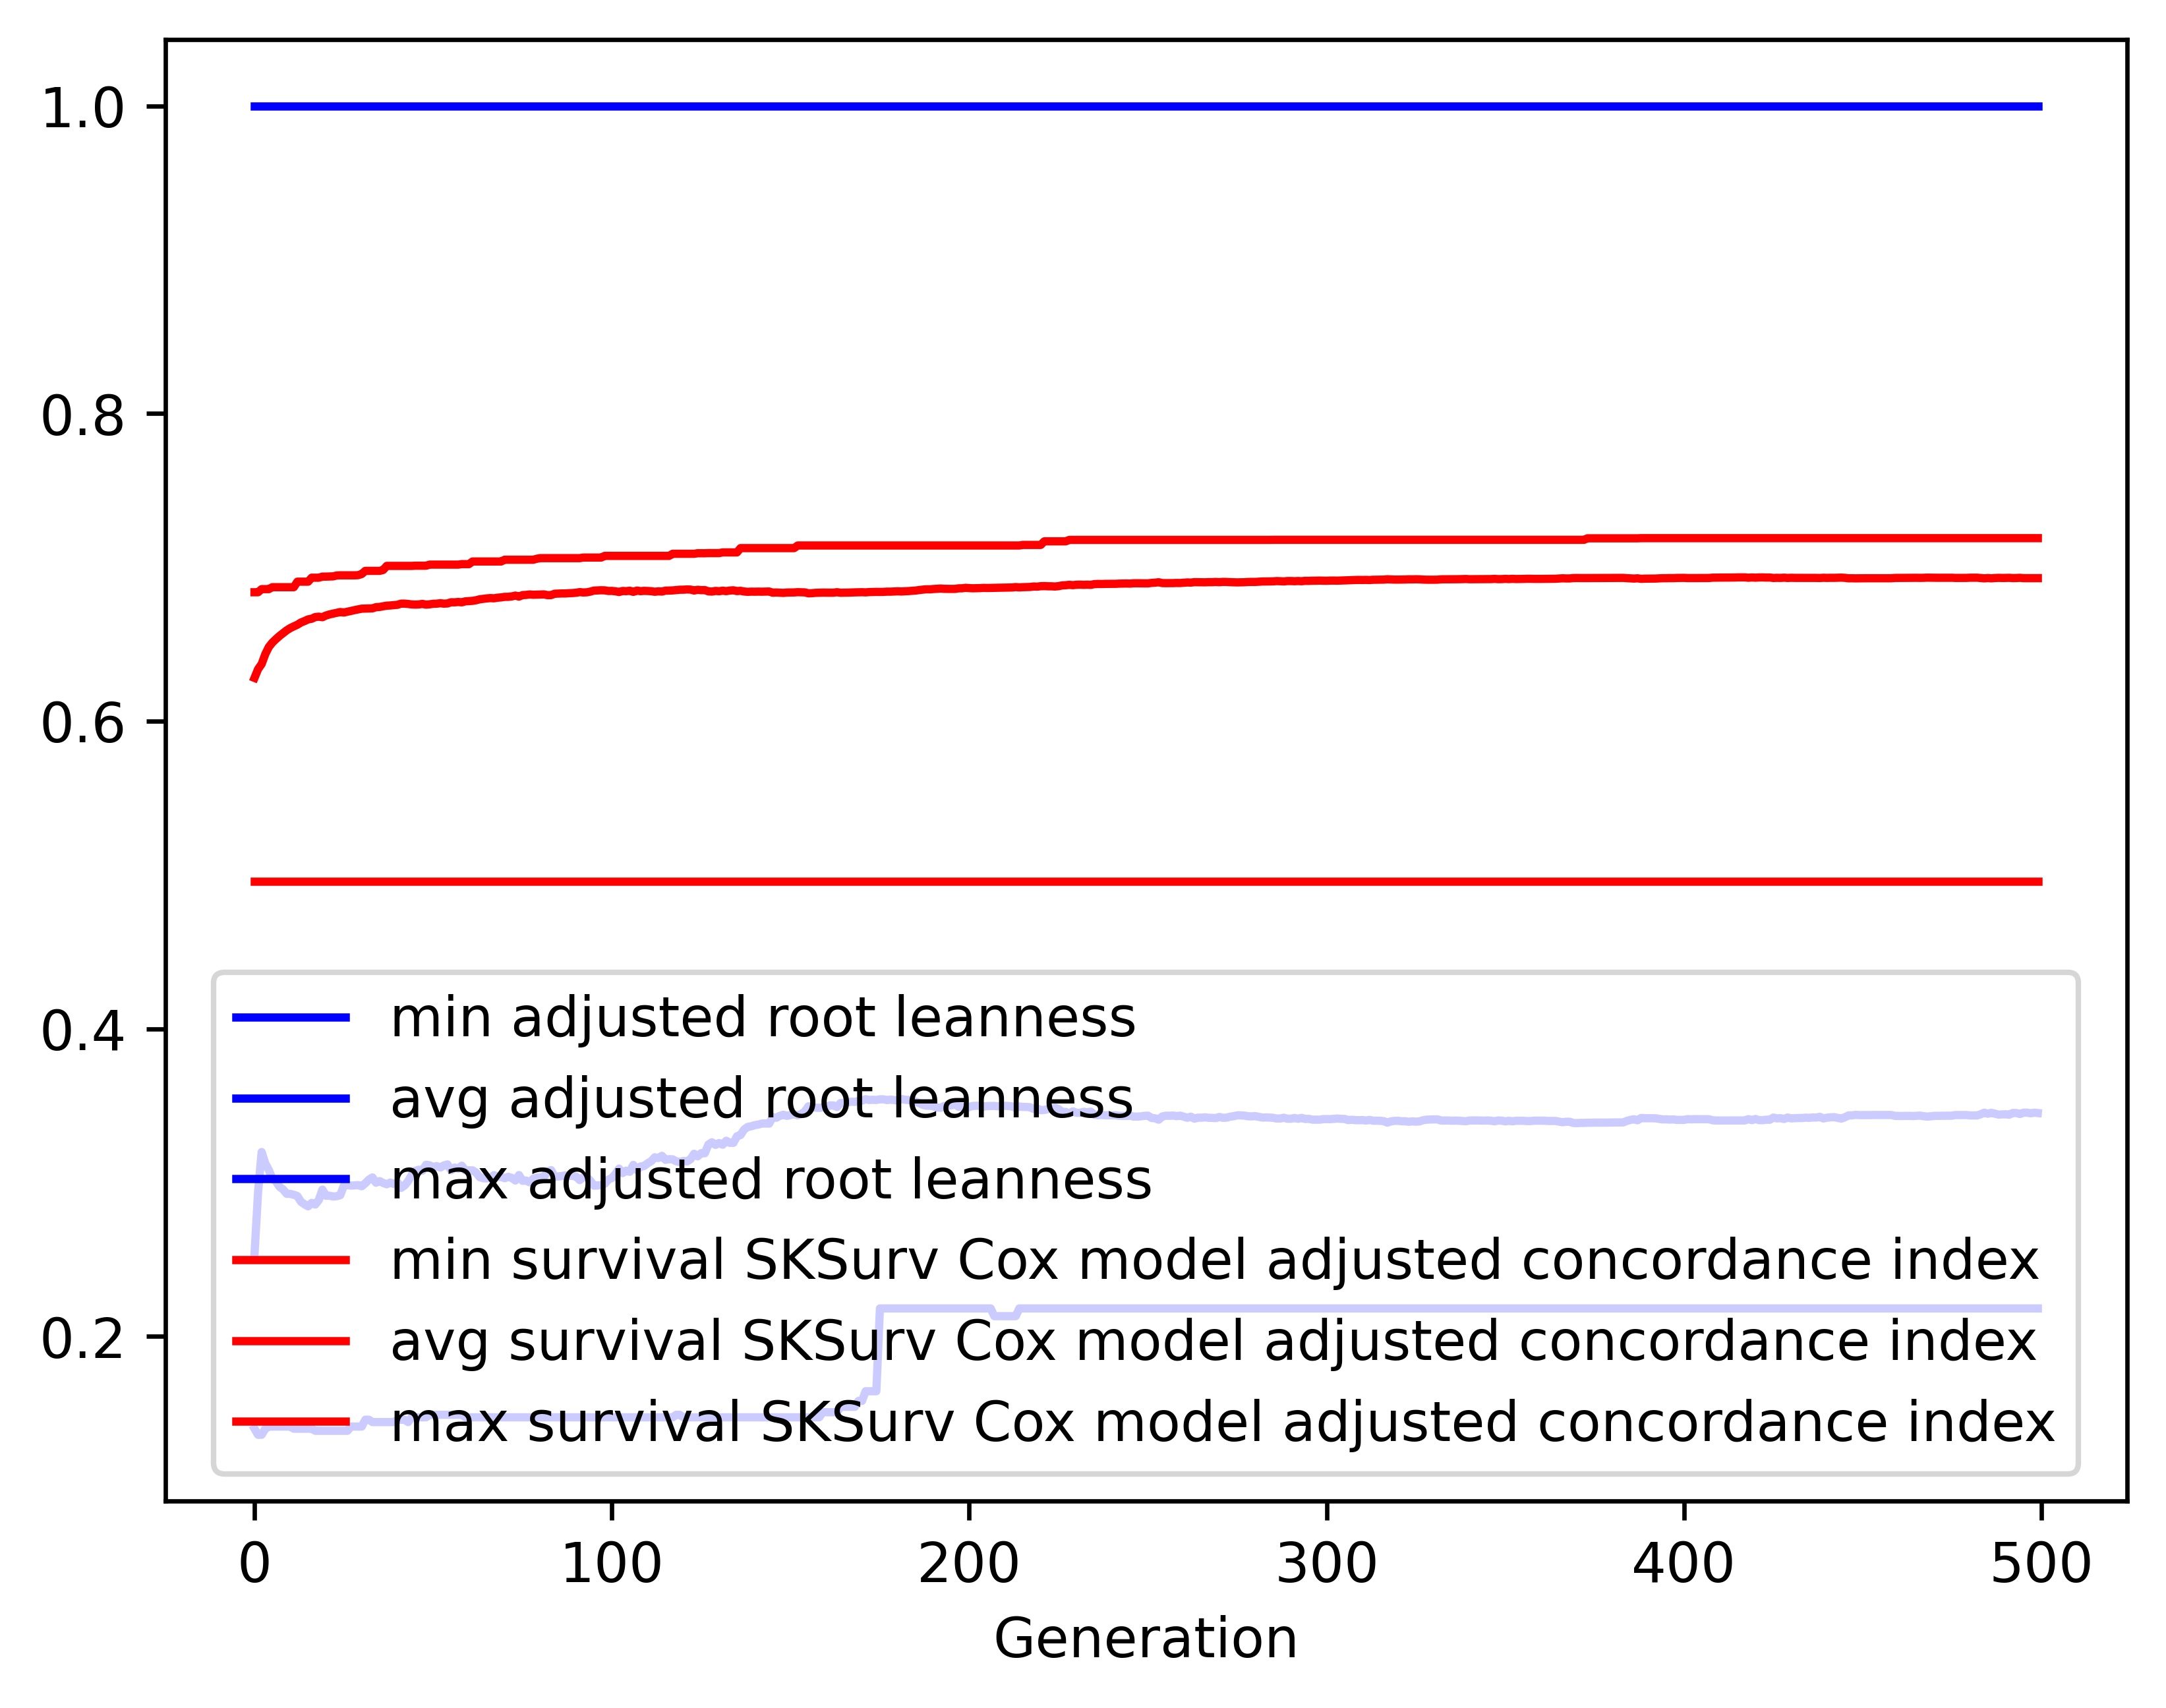 1.0
0.8
0.6
0.4
0.2
min adjusted root leanness
avg adjusted root leanness
max adjusted root leanness
min survival SKSurv Cox model adjusted concordance index
avg survival SKSurv Cox model adjusted concordance index
max survival SKSurv Cox model adjusted concordance index
0 100 200 300 400 500
Generation